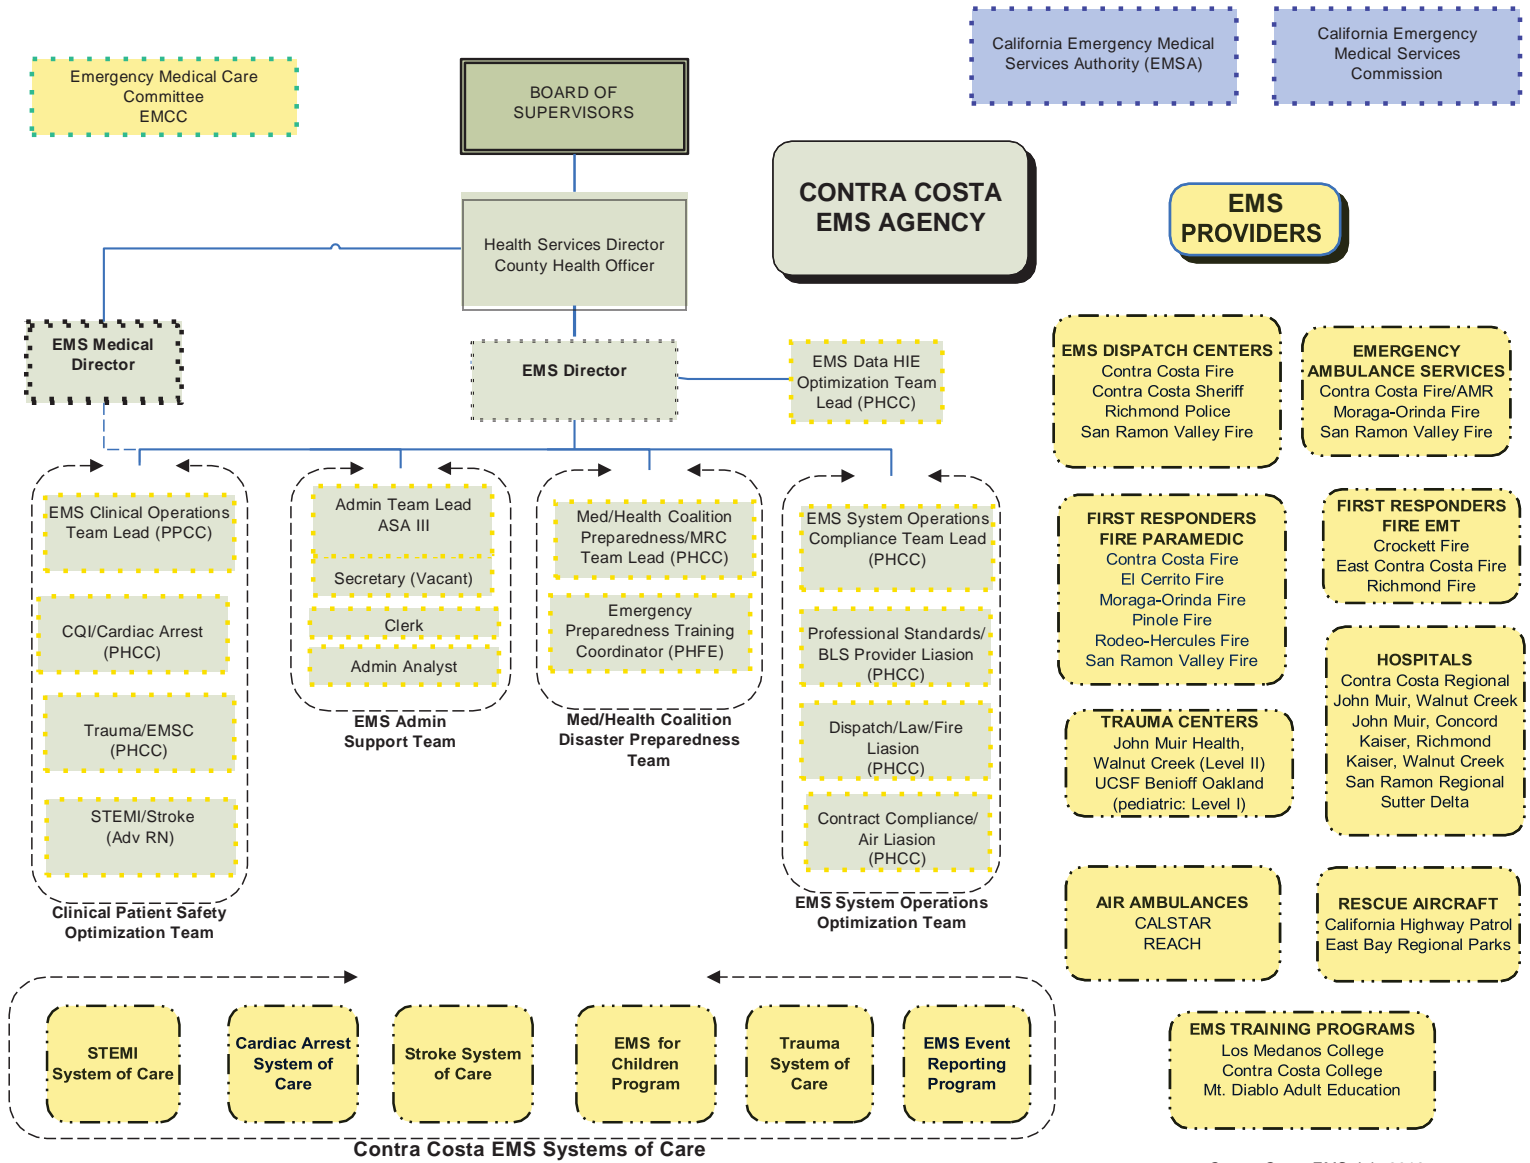 Emergency Medical Care
Committee
EMCC
BOARD OF
SUPERVISORS
California Emergency Medical
Services Authority (EMSA)
California Emergency
Medical Services
Commission
CONTRA COSTA
EMS AGENCY
EMS
PROVIDERS
Health Services Director
County Health Officer
EMS Medical
Director
EMS Director
EMS Data HIE
Optimization Team
Lead (PHCC)
EMS Clinical Operations
Team Lead (PPCC)
CQI/Cardiac Arrest
(PHCC)
Trauma/EMSC
(PHCC)
STEMI/Stroke
(Adv RN)
Clinical Patient Safety
Optimization Team
Admin Team Lead
ASA III
Secretary (Vacant)
Clerk
Admin Analyst
EMS Admin
Support Team
Med/Health Coalition
Preparedness/MRC
Team Lead (PHCC)
Emergency
Preparedness Training
Coordinator (PHFE)
Med/Health Coalition
Disaster Preparedness
Team
EMS System Operations
Compliance Team Lead
(PHCC)
Professional Standards/
BLS Provider Liasion
(PHCC)
Dispatch/Law/Fire
Liasion
(PHCC)
Contract Compliance/
Air Liasion
(PHCC)
EMS System Operations
Optimization Team
EMS DISPATCH CENTERS
Contra Costa Fire
Contra Costa Sheriff
Richmond Police
San Ramon Valley Fire
EMERGENCY
AMBULANCE SERVICES
Contra Costa Fire/AMR
Moraga-Orinda Fire
San Ramon Valley Fire
FIRST RESPONDERS
FIRE PARAMEDIC
Contra Costa Fire
El Cerrito Fire
Moraga-Orinda Fire
Pinole Fire
Rodeo-Hercules Fire
San Ramon Valley Fire
FIRST RESPONDERS
FIRE EMT
Crockett Fire
East Contra Costa Fire
Richmond Fire
HOSPITALS
Contra Costa Regional
John Muir, Walnut Creek
John Muir, Concord
Kaiser, Richmond
Kaiser, Walnut Creek
San Ramon Regional
Sutter Delta
TRAUMA CENTERS
John Muir Health,
Walnut Creek (Level II)
UCSF Benioff Oakland
(pediatric: Level I)
AIR AMBULANCES
CALSTAR
REACH
RESCUE AIRCRAFT
California Highway Patrol
East Bay Regional Parks
EMS TRAINING PROGRAMS
Los Medanos College
Contra Costa College
Mt. Diablo Adult Education
STEMI
System of Care
Cardiac Arrest
System of
Care
Stroke System
of Care
EMS for
Children
Program
Trauma
System of
Care
EMS Event
Reporting
Program
Contra Costa EMS Systems of Care